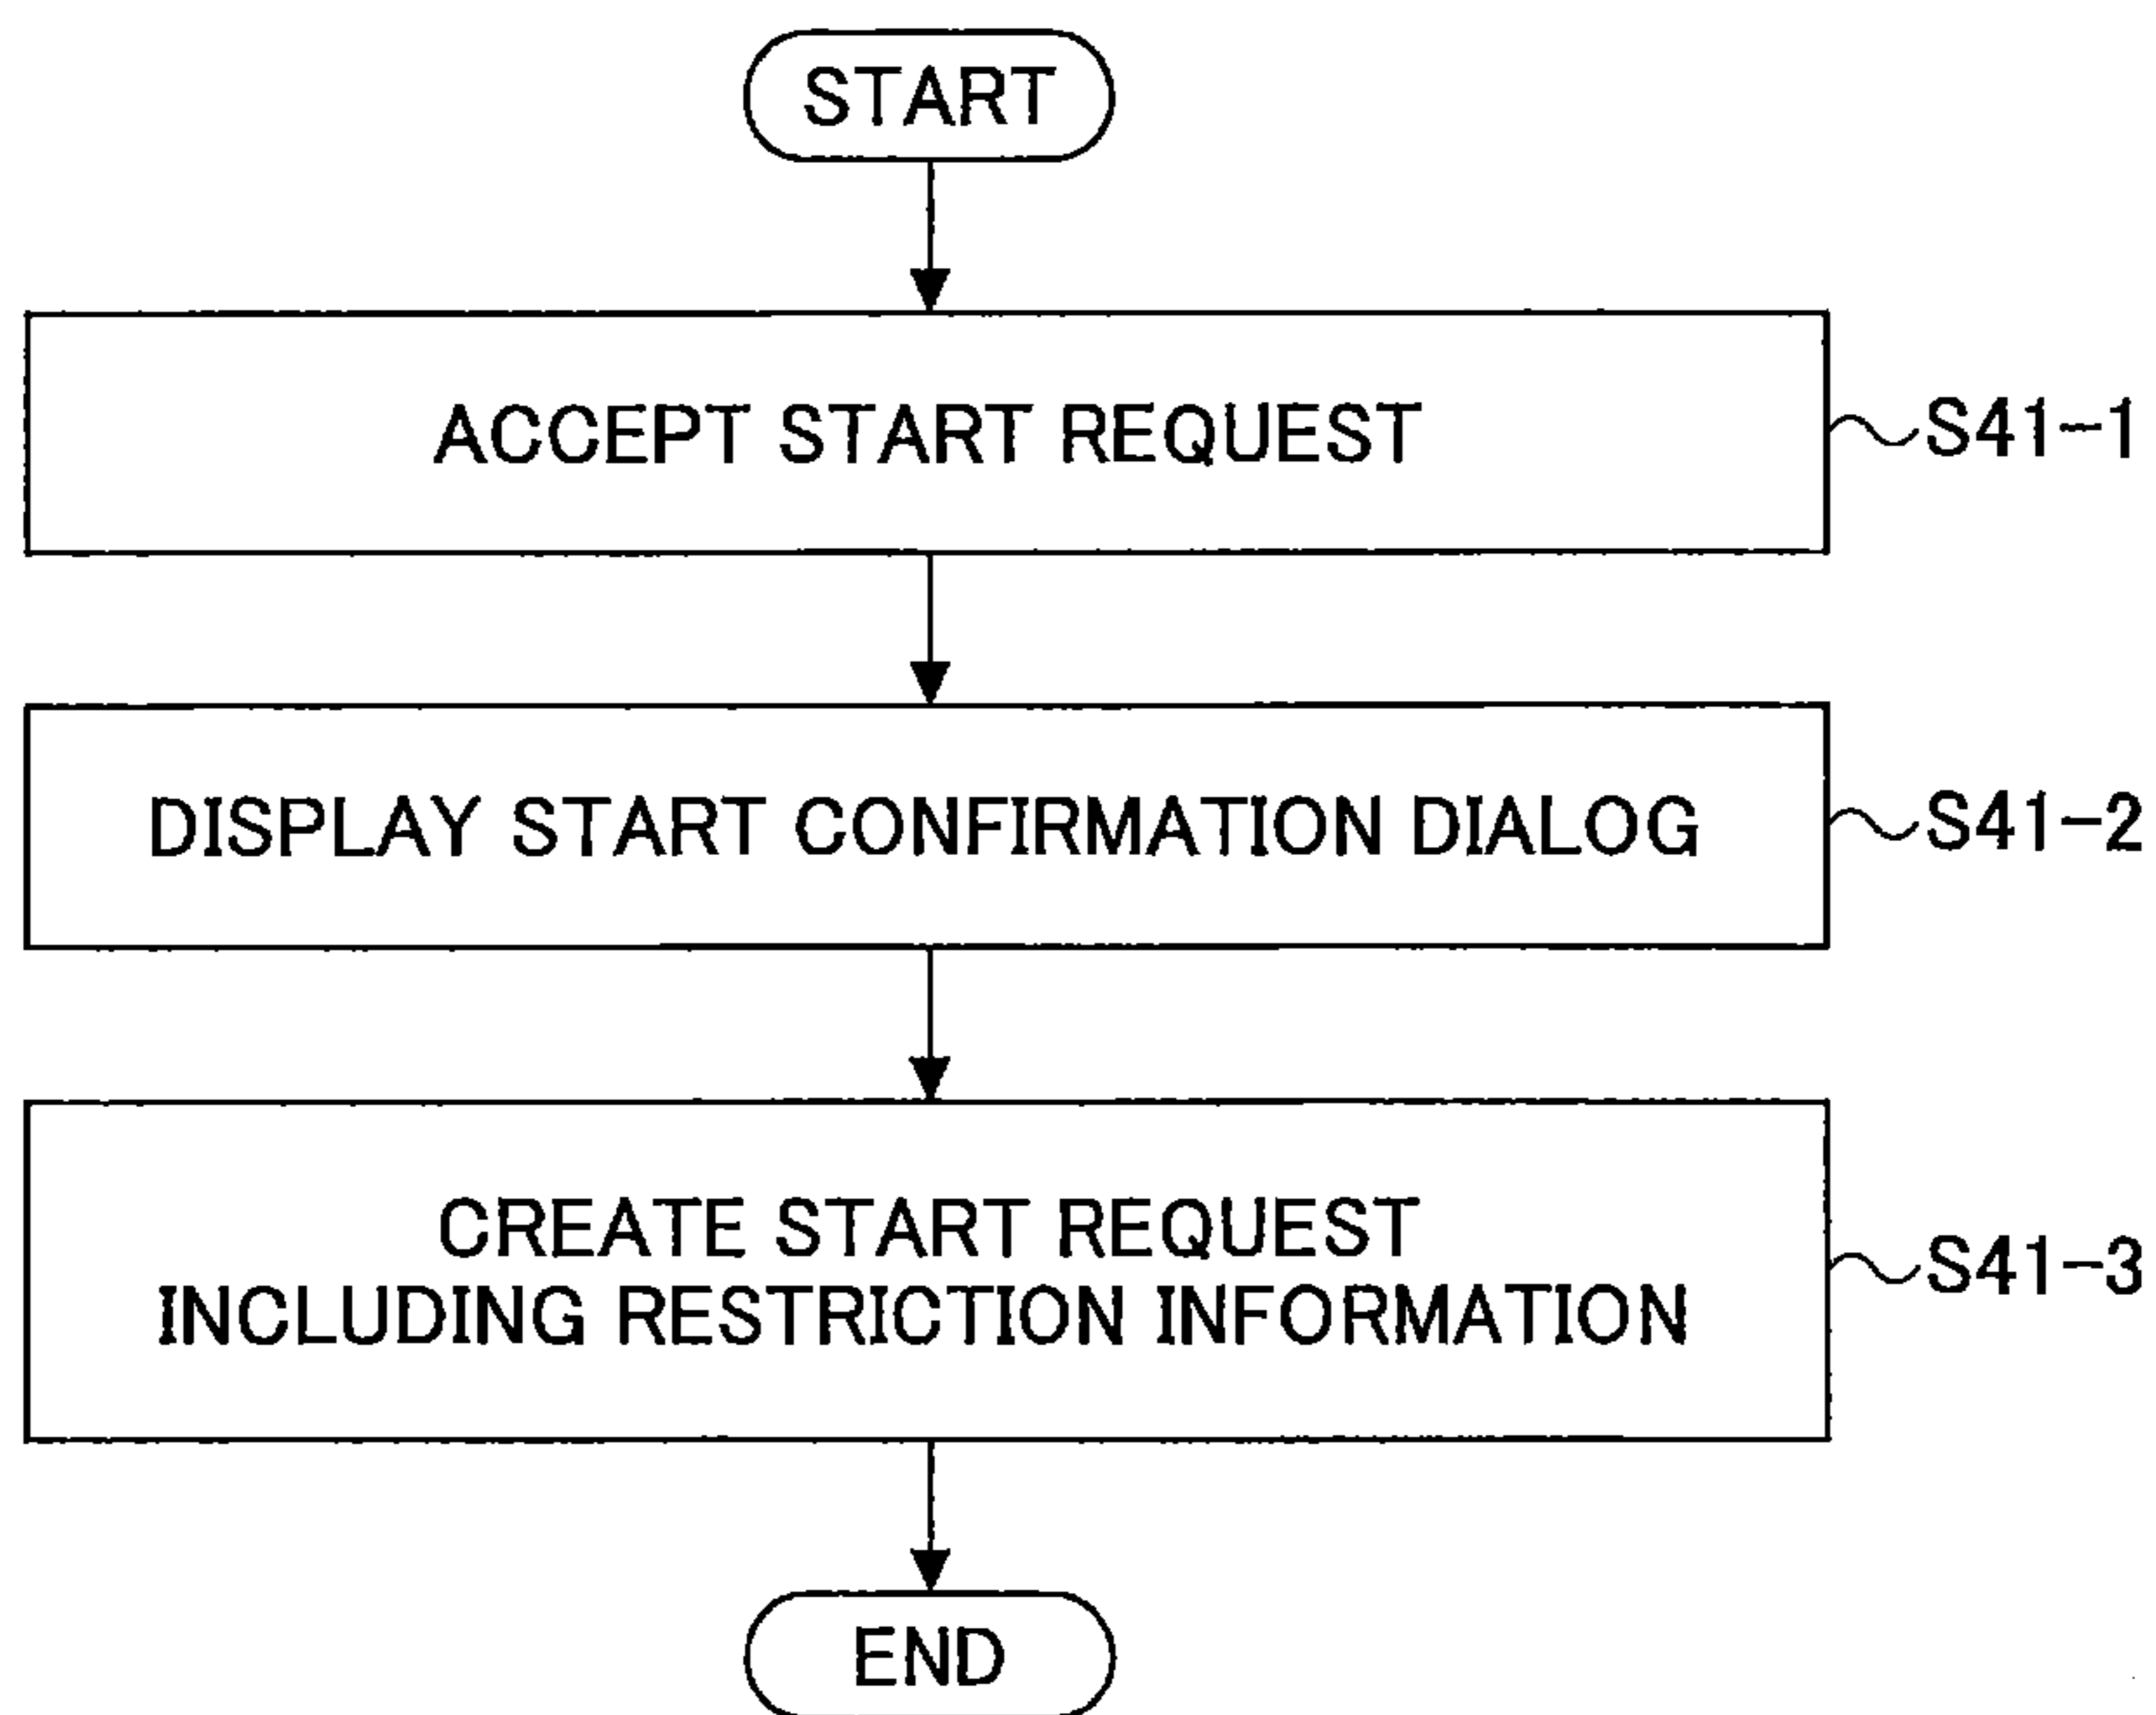 START
ACCEPT START REQUEST
S41-1
DISPLAY START CONFIRMATION DIALOG
S41-2
CREATE START REQUEST
INCLUDING RESTRICTION INFORMATION
S41-3
END